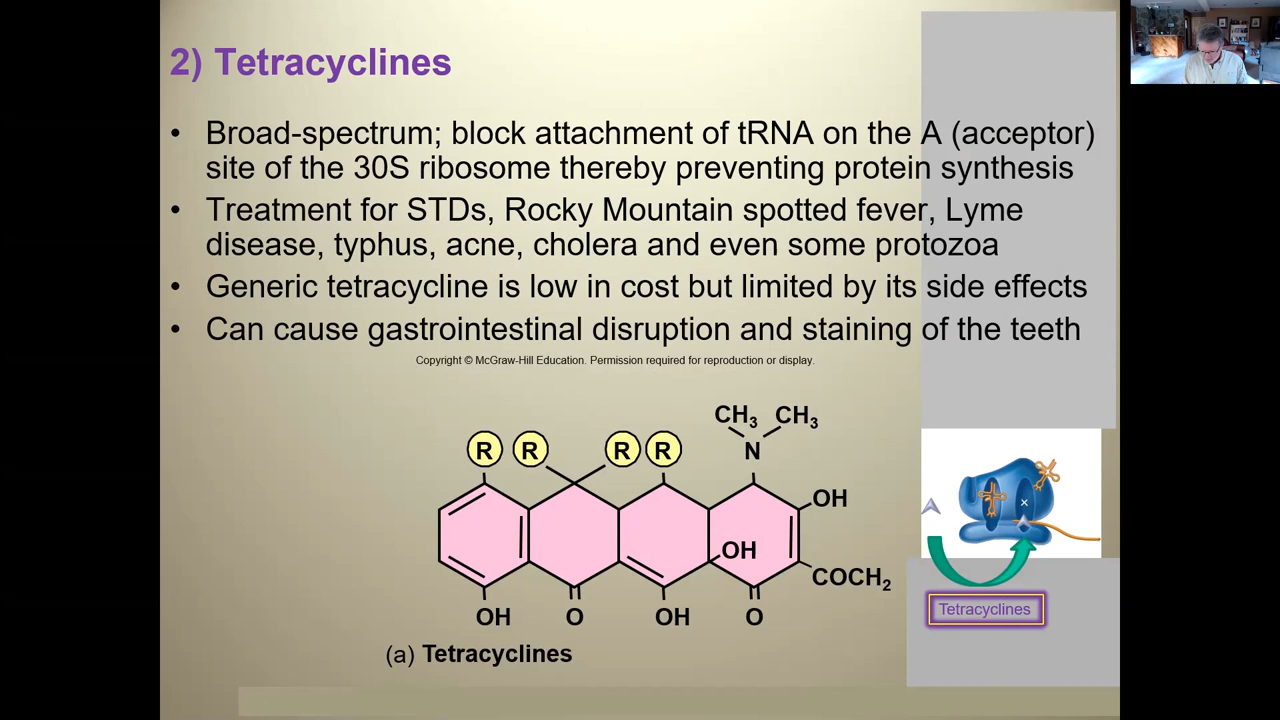 2) Tetracyclines
• Broad-spectrum; block attachment of tRNA on the A (acceptor)
site of the 30S ribosome thereby preventing protein synthesis
• Treatment for STDs, Rocky Mountain spotted fever, Lyme
disease, typhus, acne, cholera and even some protozoa
• Generic tetracycline is low in cost but limited by its side effects
• Can cause gastrointestinal disruption and staining of the teeth
Copyright © McGraw-Hill Education. Permission required for reproduction or display.
CH₃ CH₃
R R R R N
OH
OH
COCH₂
OH O OH O
Tetracyclines
(a) Tetracyclines